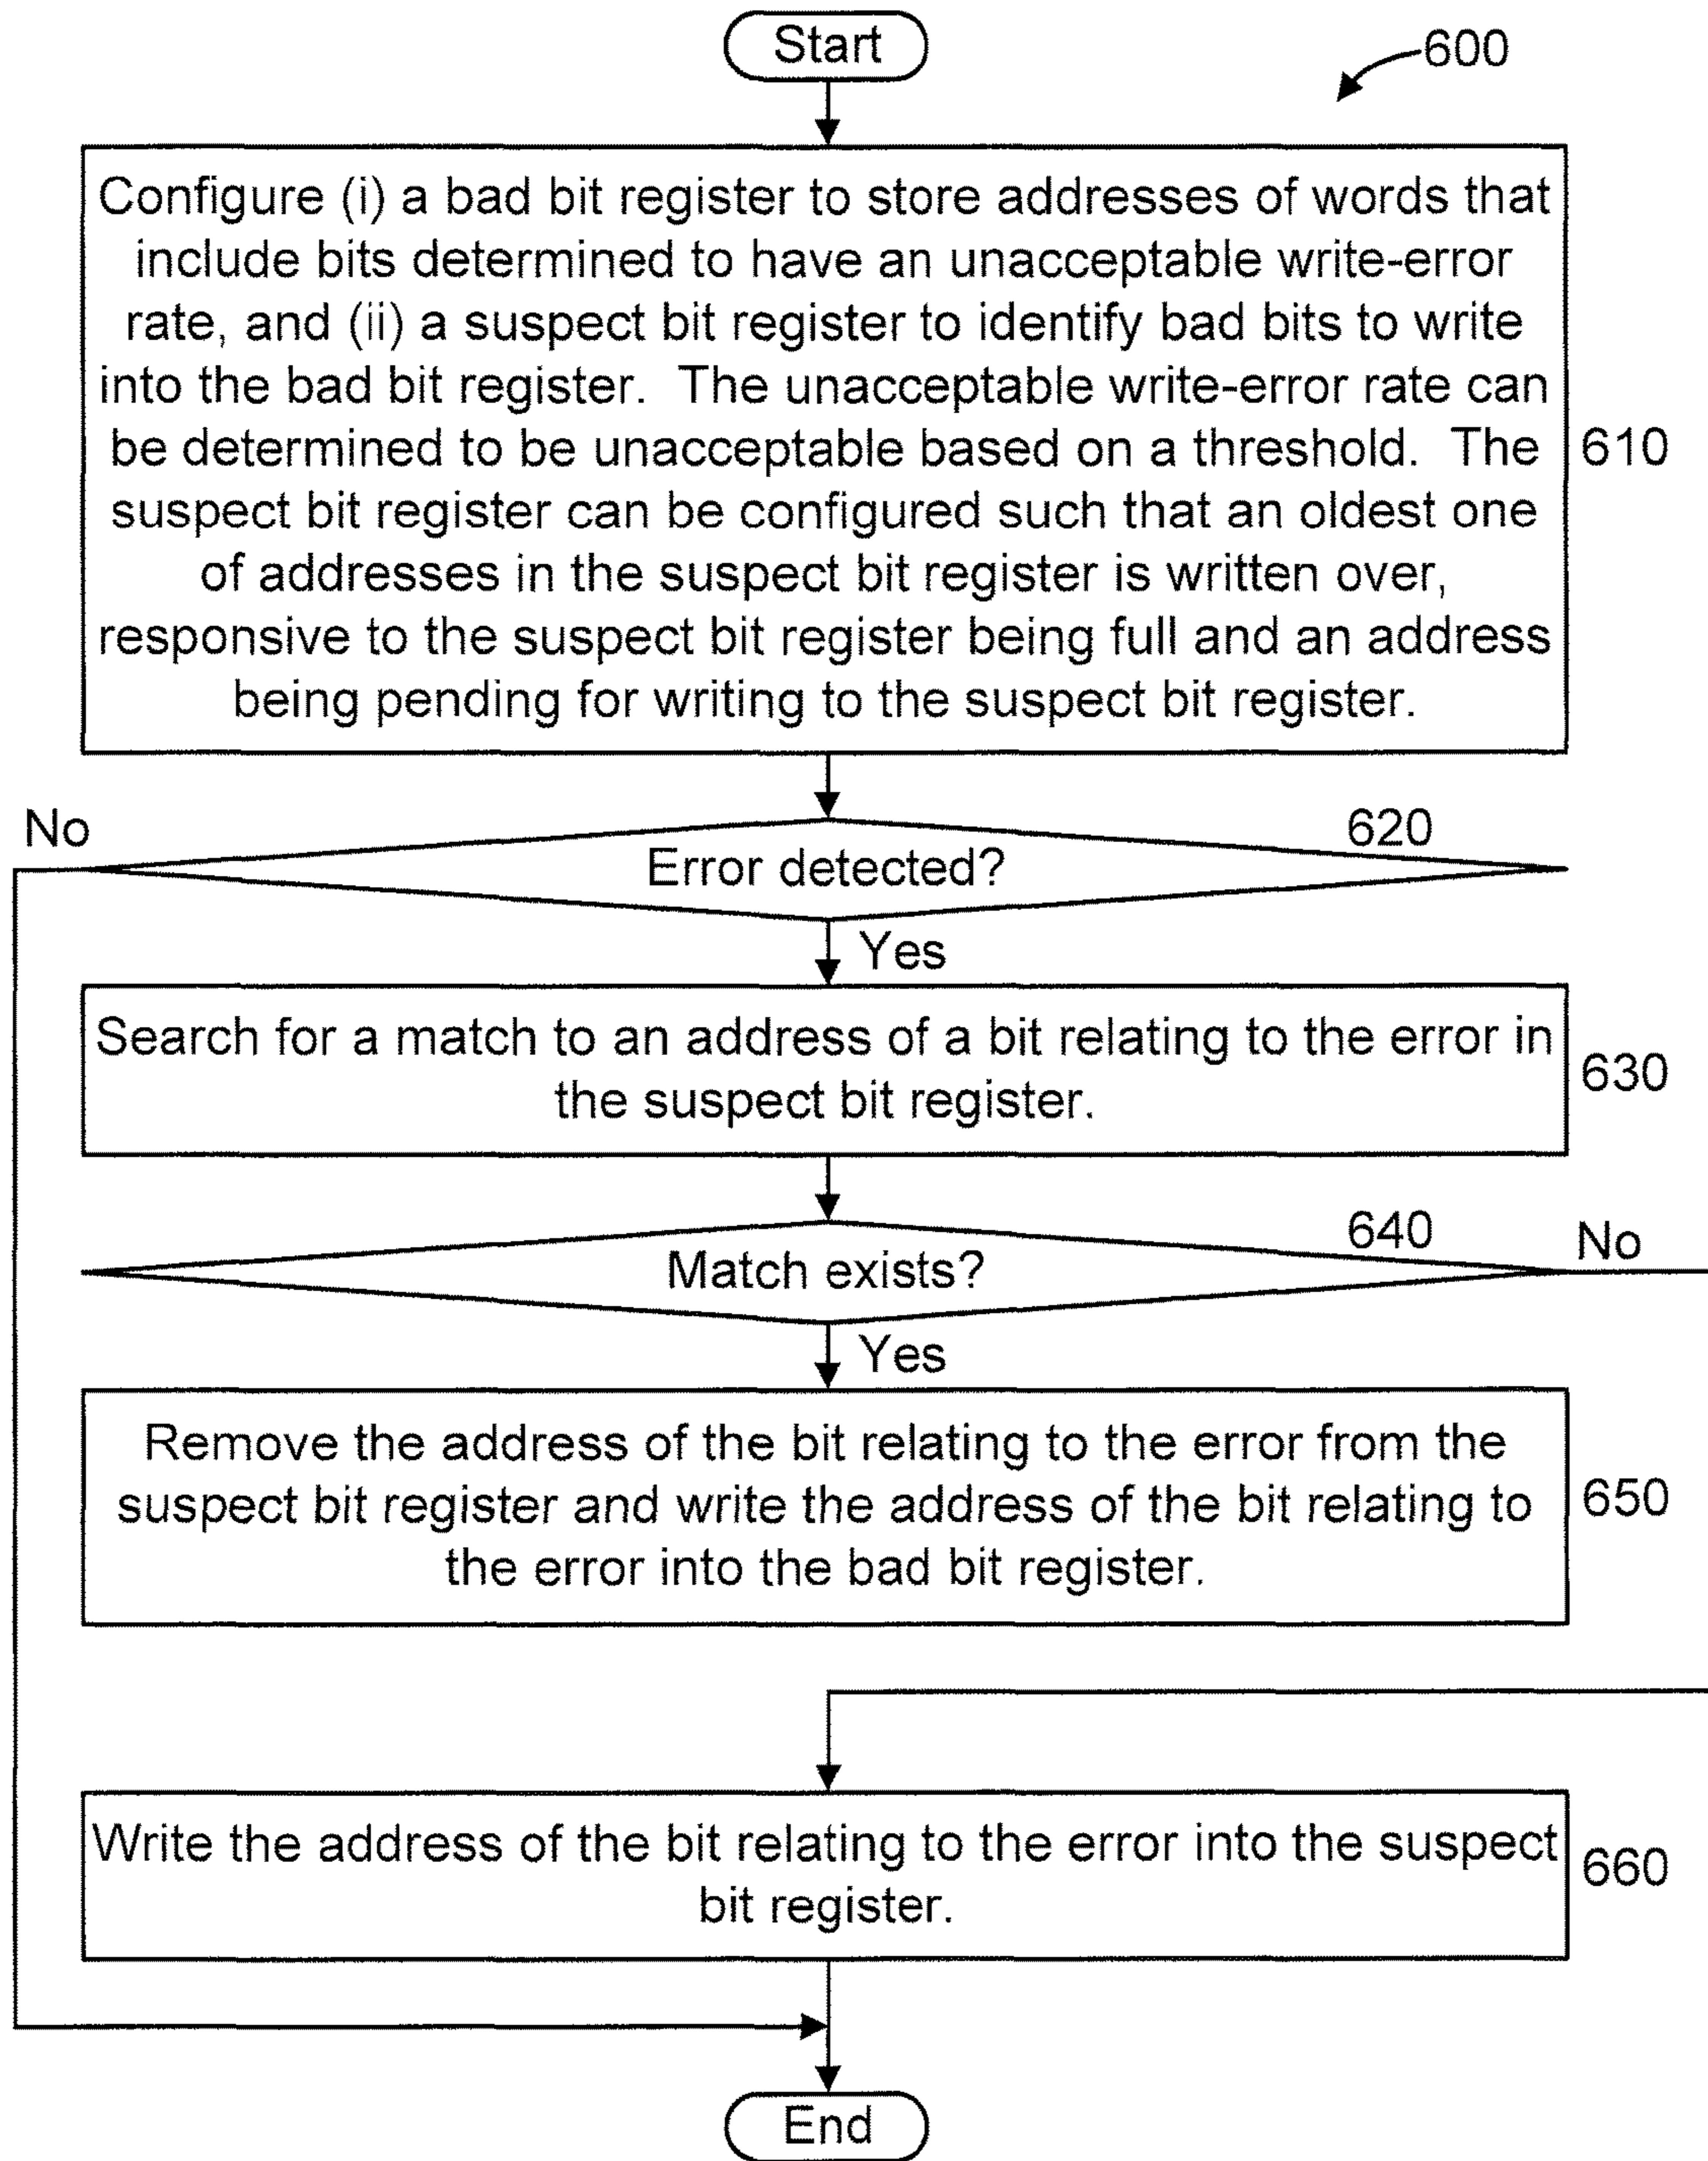 Start
600
Configure (i) a bad bit register to store addresses of words that
include bits determined to have an unacceptable write-error
rate, and (ii) a suspect bit register to identify bad bits to write
into the bad bit register. The unacceptable write-error rate can
be determined to be unacceptable based on a threshold. The
suspect bit register can be configured such that an oldest one
of addresses in the suspect bit register is written over,
responsive to the suspect bit register being full and an address
being pending for writing to the suspect bit register.
610
No
620
Error detected?
Yes
Search for a match to an address of a bit relating to the error in
the suspect bit register.
630
640
No
Match exists?
Yes
Remove the address of the bit relating to the error from the
suspect bit register and write the address of the bit relating to
the error into the bad bit register.
650
Write the address of the bit relating to the error into the suspect
bit register.
660
End